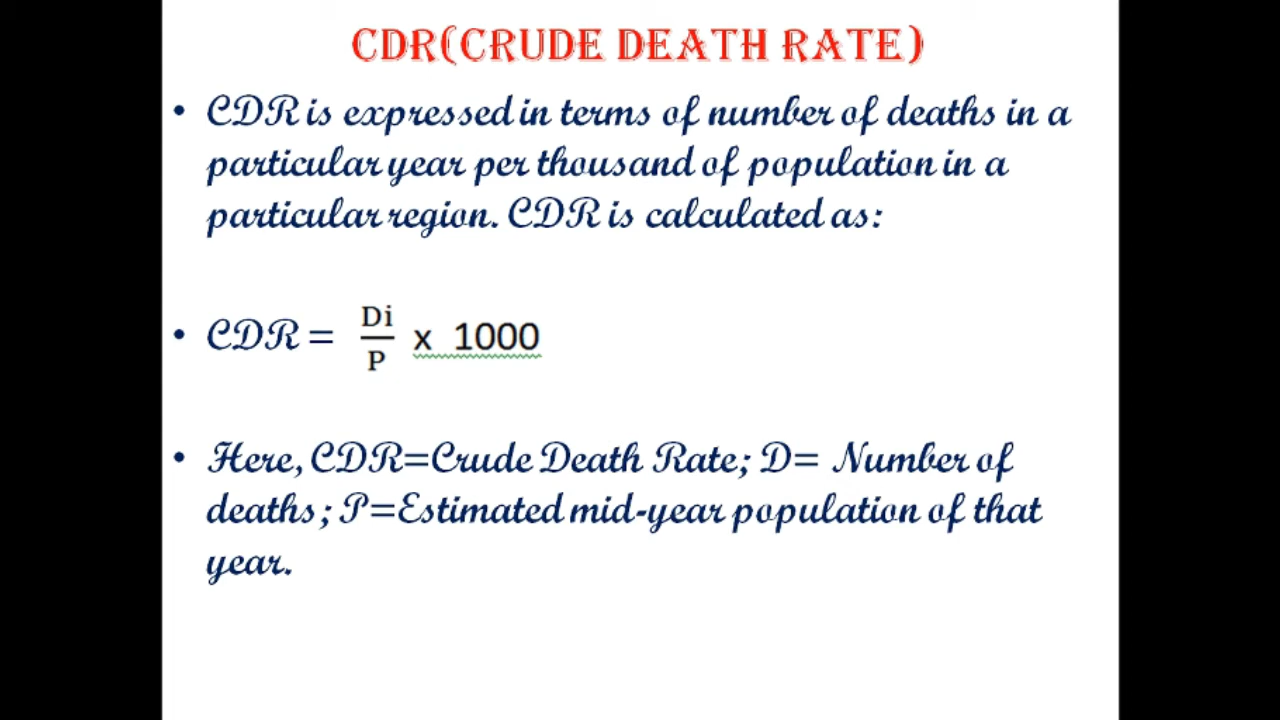 CDR(CRUDE DEATH RATE)
• CDR is expressed in terms of number of deaths in a
particular year per thousand of population in a
particular region. CDR is calculated as:
• CDR = Di/P x 1000
• Here, CDR=Crude Death Rate; D= Number of
deaths; P=Estimated mid-year population of that
year.